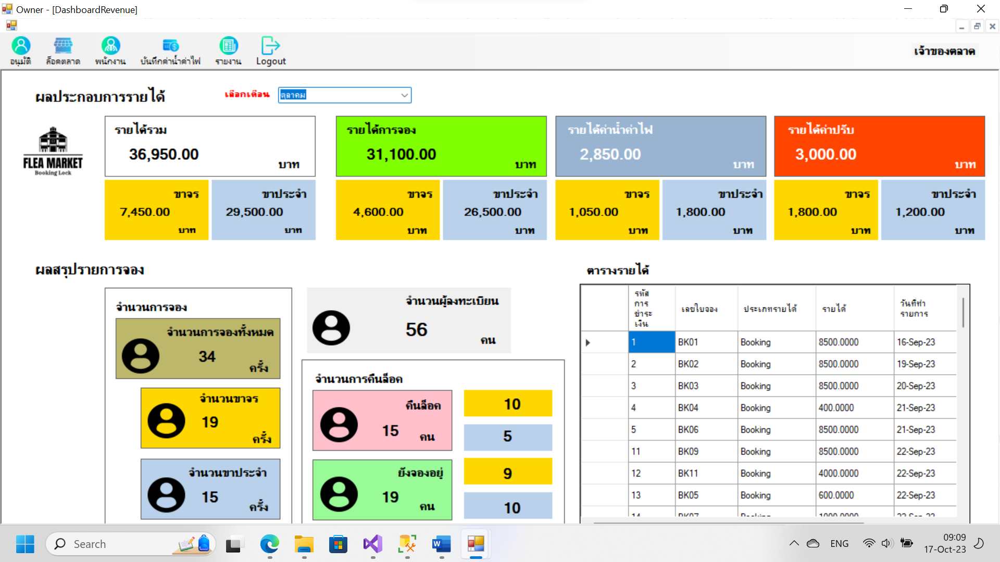 Owner - [DashboardRevenue]
อนุมัติ
ล็อคตลาด
พนักงาน
บันทึกค่าน้ำค่าไฟ
รายงาน
Logout
เจ้าของตลาด
ผลประกอบการรายได้
เลือกเดือน
ตุลาคม
FLEA MARKET
Booking Lock
รายได้รวม
36,950.00
บาท
รายได้การจอง
31,100.00
บาท
รายได้ค่าน้ำค่าไฟ
2,850.00
บาท
รายได้ค่าปรับ
3,000.00
บาท
ขาจร
7,450.00
บาท
ขาประจำ
29,500.00
บาท
ขาจร
4,600.00
บาท
ขาประจำ
26,500.00
บาท
ขาจร
1,050.00
บาท
ขาประจำ
1,800.00
บาท
ขาจร
1,800.00
บาท
ขาประจำ
1,200.00
บาท
ผลสรุปรายการจอง
จำนวนการจอง
จำนวนการจองทั้งหมด
34
ครั้ง
จำนวนขาจร
19
ครั้ง
จำนวนขาประจำ
15
ครั้ง
จำนวนผู้ลงทะเบียน
56
คน
จำนวนการคืนล็อค
คืนล็อค
15
คน
10
5
ยังจองอยู่
19
คน
9
10
ตารางรายได้
รหัส
การ
ชำระ
เงิน
เลขใบจอง
ประเภทรายได้
รายได้
วันที่ทำ
รายการ
1 BK01 Booking 8500.0000 16-Sep-23
2 BK02 Booking 8500.0000 19-Sep-23
3 BK03 Booking 8500.0000 20-Sep-23
4 BK04 Booking 400.0000 21-Sep-23
5 BK06 Booking 8500.0000 21-Sep-23
11 BK09 Booking 8500.0000 22-Sep-23
12 BK11 Booking 4000.0000 22-Sep-23
13 BK05 Booking 600.0000 22-Sep-23
14 BK07 Booking 1000.0000 22-Sep-23
Search
ENG
09:09
17-Oct-23